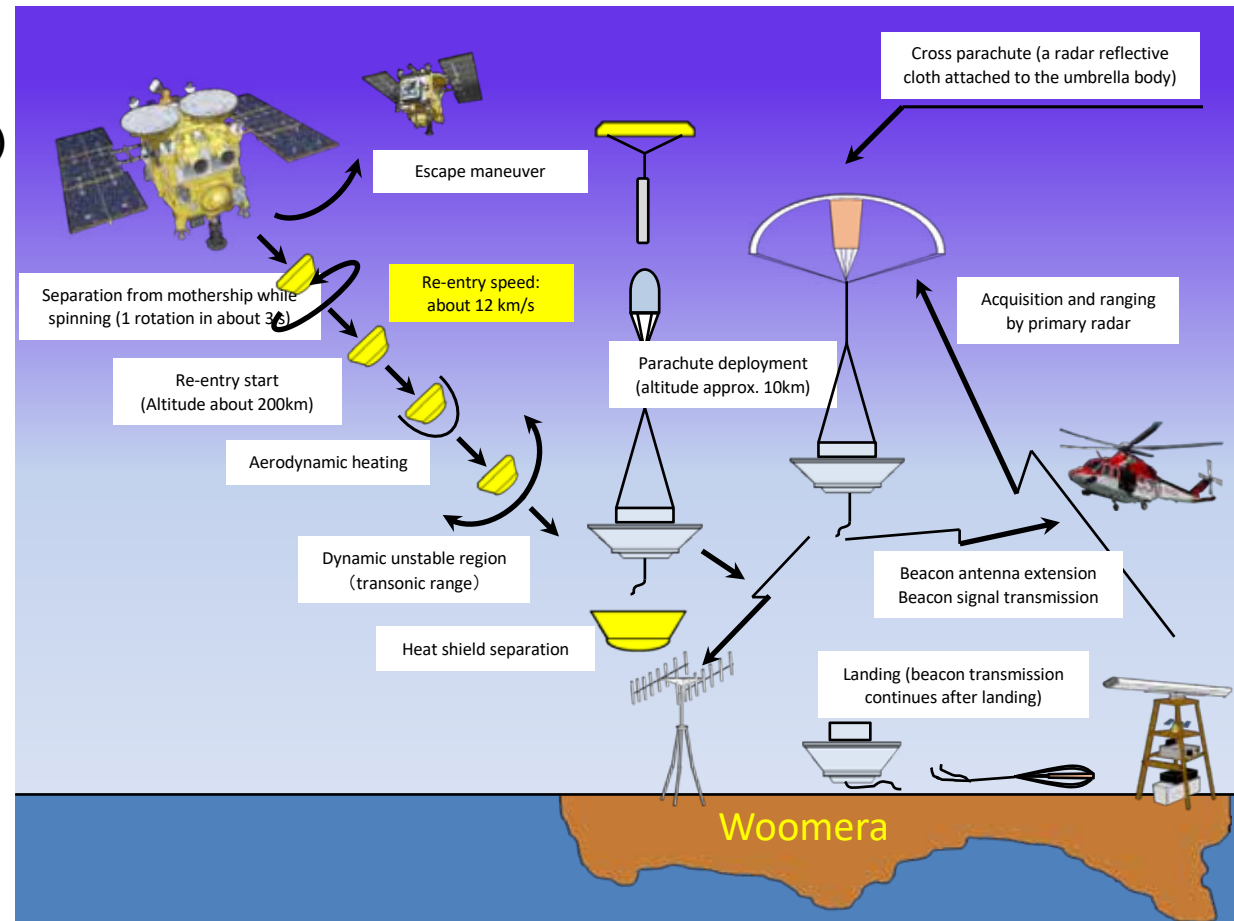 Cross parachute (a radar reflective
cloth attached to the umbrella body)
Escape maneuver
Separation from mothership while
spinning (1 rotation in about 3 s)
Re-entry speed:
about 12 km/s
Acquisition and ranging
by primary radar
Re-entry start
(Altitude about 200km)
Parachute deployment
(altitude approx. 10km)
Aerodynamic heating
Dynamic unstable region
（transonic range）
Beacon antenna extension
Beacon signal transmission
Heat shield separation
Landing (beacon transmission
continues after landing)
Woomera